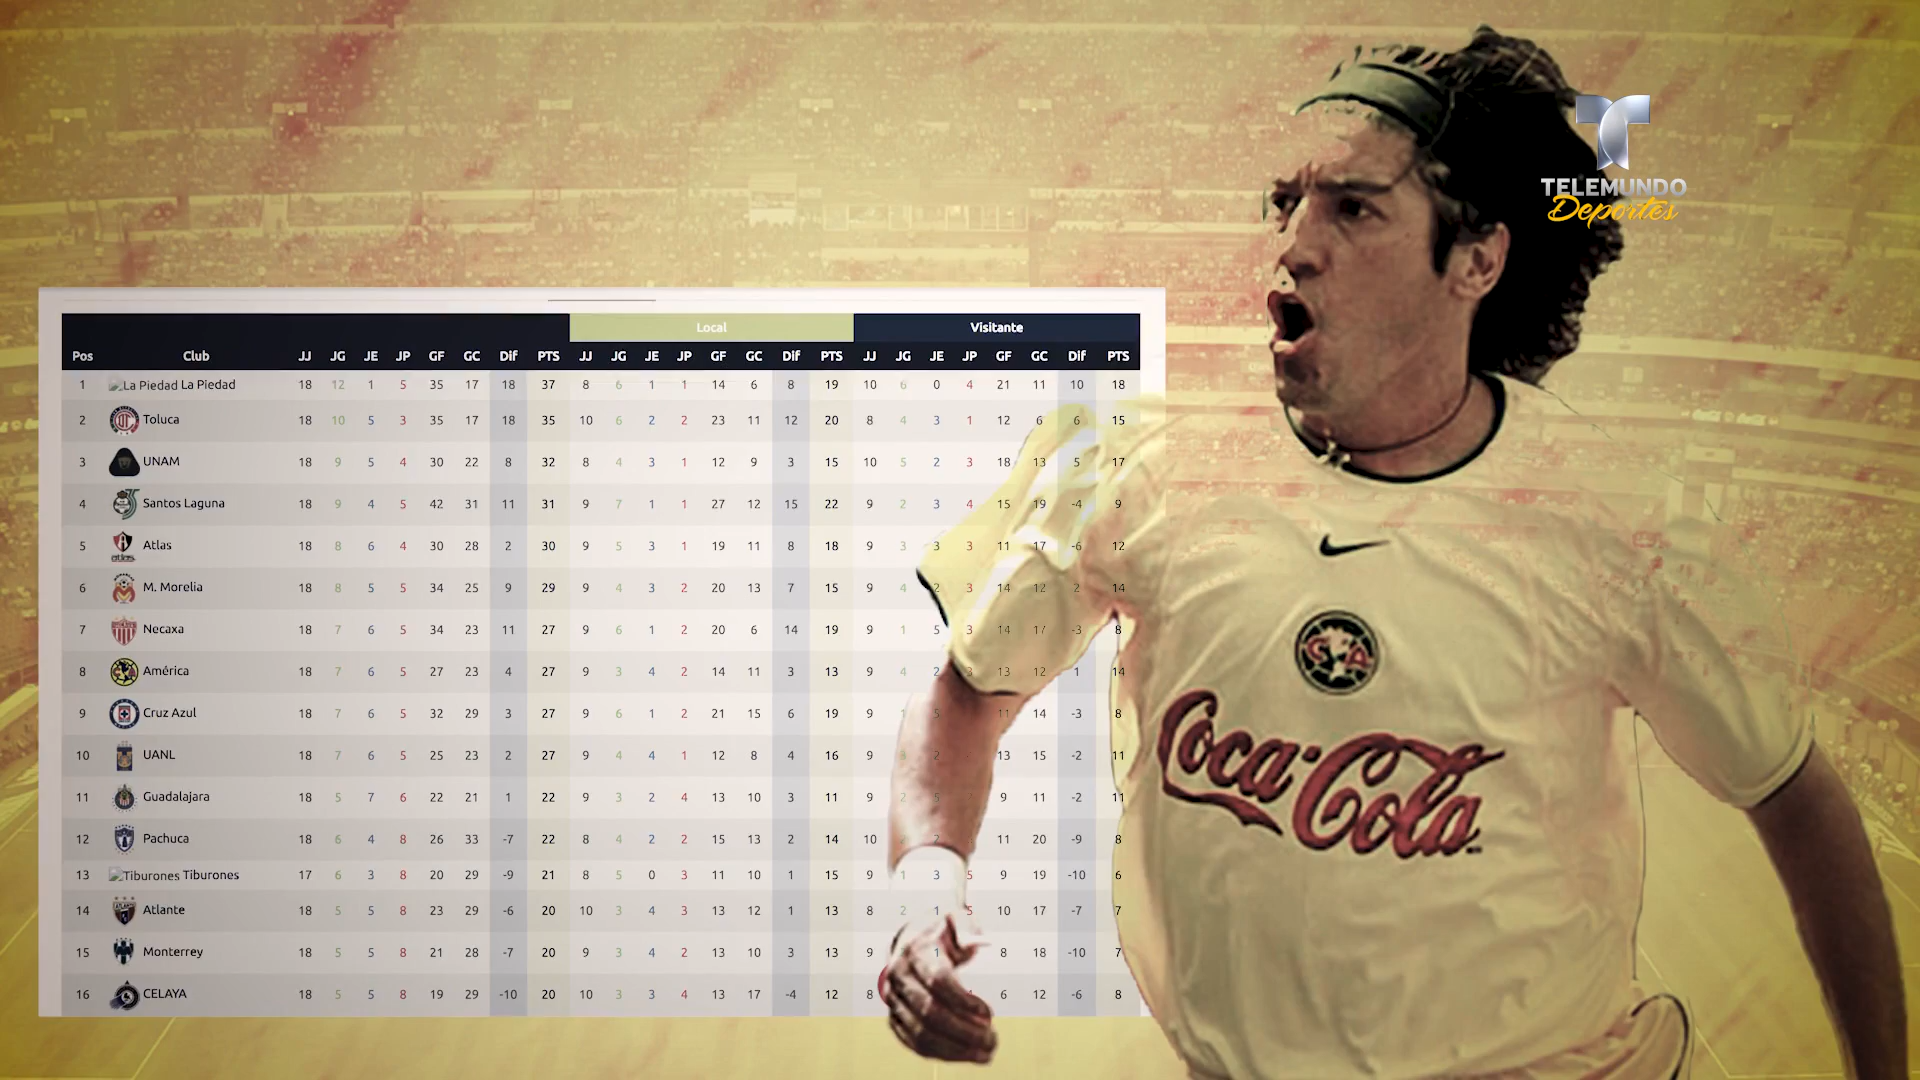 TELEMUNDO
Deportes
Local Visitante
Pos Club JJ JG JE JP GF GC Dif PTS JJ JG JE JP GF GC Dif PTS JJ JG JE JP GF GC Dif PTS
1 La Piedad La Piedad 18 12 1 5 35 17 18 37 8 6 1 1 14 6 8 19 10 6 0 4 21 11 10 18
2 Toluca 18 10 5 3 35 17 18 35 10 6 2 2 23 11 12 20 8 4 3 1 12 6 6 15
3 UNAM 18 9 5 4 30 22 8 32 8 4 3 1 12 9 3 15 10 5 2 3 18 13 5 17
4 Santos Laguna 18 9 4 5 42 31 11 31 9 7 1 1 27 12 15 22 9 2 3 4 15 19 -4 9
5 Atlas 18 8 6 4 30 28 2 30 9 5 3 1 19 11 8 18 9 3 3 3 11 17 -6 12
6 M. Morelia 18 8 5 5 34 25 9 29 9 4 3 2 20 13 7 15 9 4 2 3 14 12 2 14
7 Necaxa 18 7 6 5 34 23 11 27 9 6 1 2 20 6 14 19 9 1 5 3 14 17 -3 8
8 América 18 7 6 5 27 23 4 27 9 3 4 2 14 11 3 13 9 4 2 3 13 12 1 14
9 Cruz Azul 18 7 6 5 32 29 3 27 9 6 1 2 21 15 6 19 9 1 5 11 14 -3 8
10 UANL 18 7 6 5 25 23 2 27 9 4 4 1 12 8 4 16 9 3 2 13 15 -2 11
11 Guadalajara 18 5 7 6 22 21 1 22 9 3 2 4 13 10 3 11 9 2 5 9 11 -2 11
12 Pachuca 18 6 4 8 26 33 -7 22 8 4 2 2 15 13 2 14 10 2 2 11 20 -9 8
13 Tiburones Tiburones 17 6 3 8 20 29 -9 21 8 5 0 3 11 10 1 15 9 1 3 5 9 19 -10 6
14 Atlante 18 5 5 8 23 29 -6 20 10 3 4 3 13 12 1 13 8 2 1 5 10 17 -7 7
15 Monterrey 18 5 5 8 21 28 -7 20 9 3 4 2 13 10 3 13 9 1 8 18 -10 7
16 CELAYA 18 5 5 8 19 29 -10 20 10 3 3 4 13 17 -4 12 8 6 12 -6 8
CA
Coca-Cola